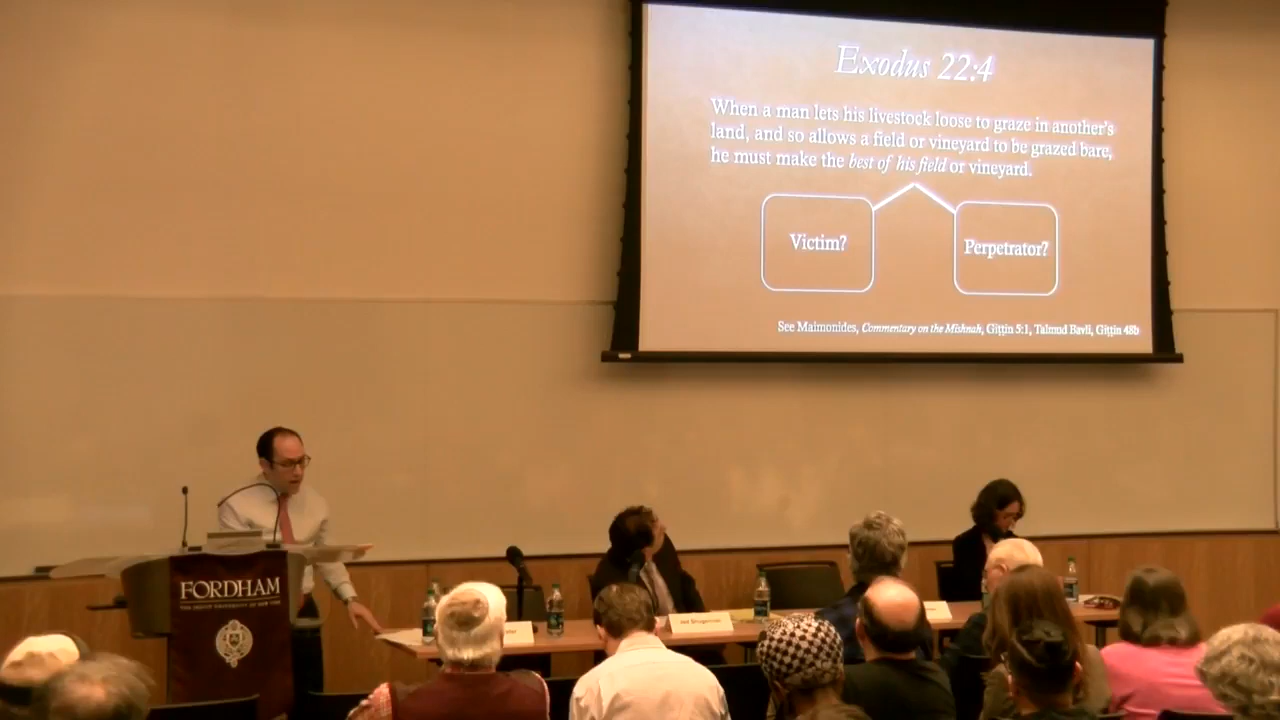 Exodus 22:4
When a man lets his livestock loose to graze in another's
land, and so allows a field or vineyard to be grazed bare,
he must make the best of his field or vineyard.
Victim?
Perpetrator?
See Maimonides, Commentary on the Mishnah, Giṭṭin 5:1, Talmud Bavli, Giṭṭin 48b
FORDHAM
THE JESUIT UNIVERSITY OF NEW YORK